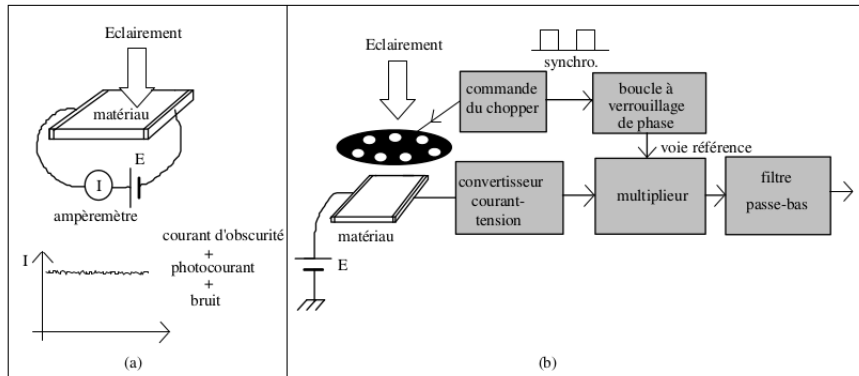 Eclairement
matériau
E
I
ampèremètre
I
courant d'obscurité
+
photocourant
+
bruit
(a)
Eclairement
synchro.
commande
du chopper
boucle à
verrouillage
de phase
voie référence
convertisseur
courant-
tension
multiplieur
filtre
passe-bas
matériau
E
(b)